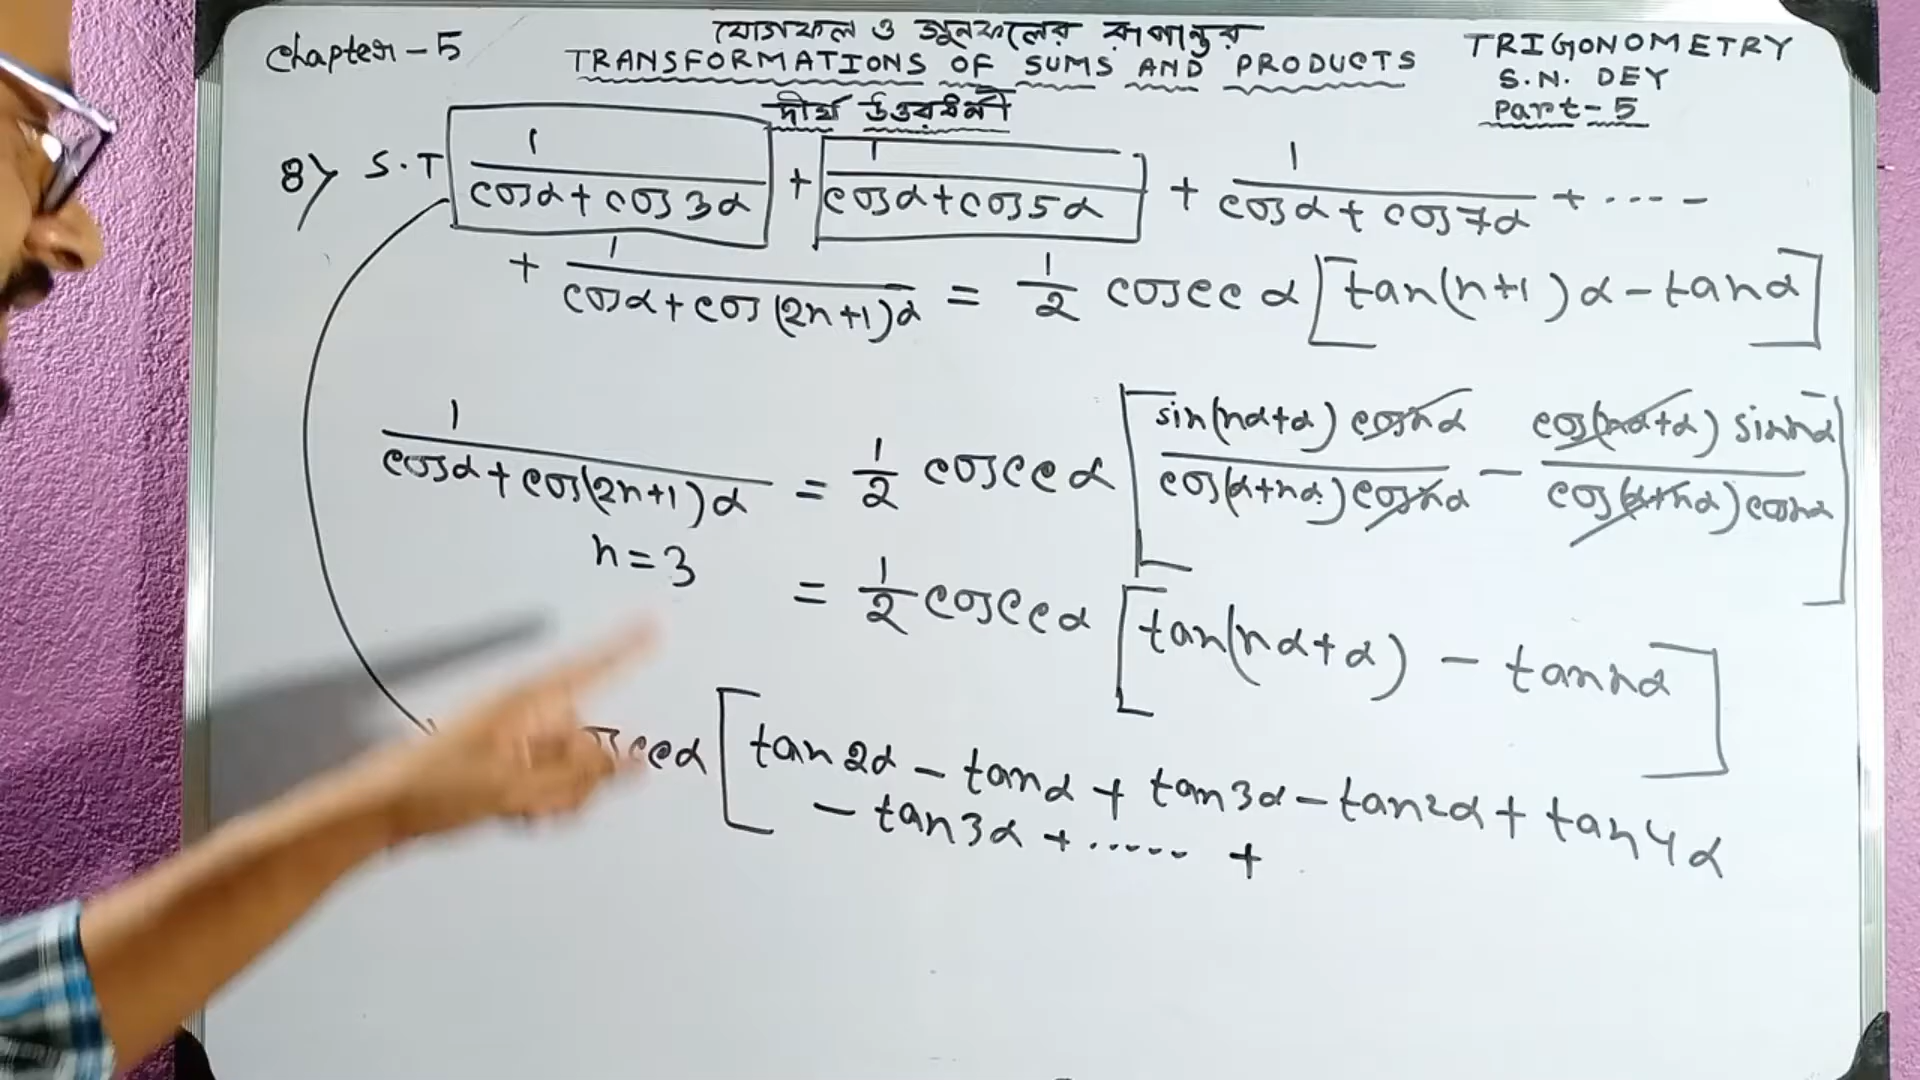 Chapter - 5
যোগফল ও গুনফলের রূপান্তর
TRANSFORMATIONS OF SUMS AND PRODUCTS
TRIGONOMETRY
S.N. DEY
Part-5
দীর্ঘ উত্তরধর্মী
8) S.T 1/(cosα + cos3α) + 1/(cosα + cos5α) + 1/(cosα + cos7α) + ....
+ 1/(cosα + cos(2n+1)α) = 1/2 cosec α [tan(n+1)α - tanα]
1/(cosα + cos(2n+1)α) = 1/2 cosec α [sin(nα+α) cosnα/cos(α+nα) cosnα - cos(nα+α) sinnα/cos(α+nα) cosnα]
n=3
= 1/2 cosec α [tan(nα+α) - tannα]
α [tan2α - tanα + tan3α - tan2α + tan4α
- tan3α + ..... +